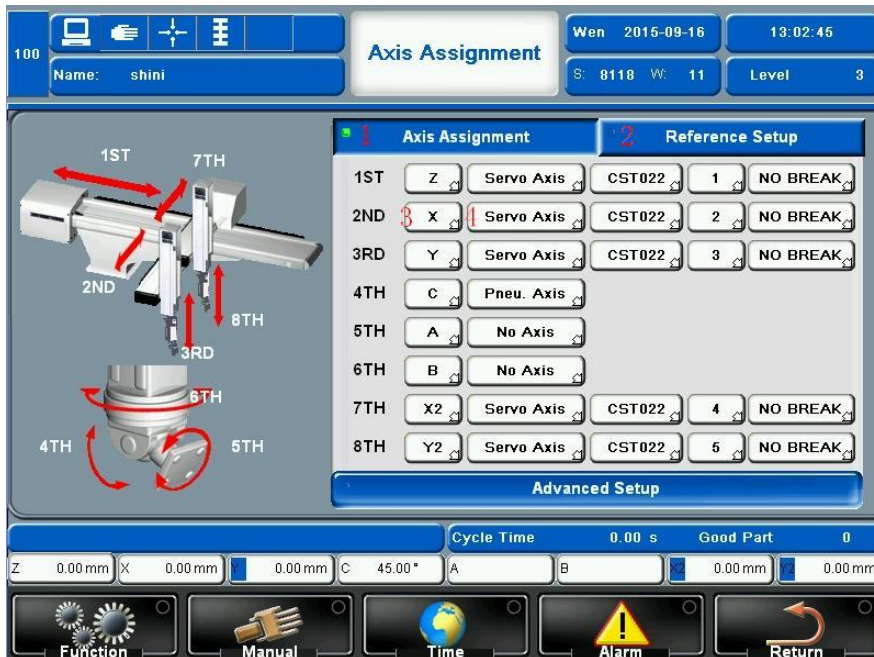 100
Name: shini
Axis Assignment
Wen 2015-09-16
13:02:45
S: 8118 W: 11
Level 3
1ST
7TH
2ND
8TH
3RD
6TH
4TH
5TH
1 Axis Assignment
2 Reference Setup
1ST Z Servo Axis CST022 1 NO BREAK
2ND 3 X 4 Servo Axis CST022 2 NO BREAK
3RD Y Servo Axis CST022 3 NO BREAK
4TH C Pneu. Axis
5TH A No Axis
6TH B No Axis
7TH X2 Servo Axis CST022 4 NO BREAK
8TH Y2 Servo Axis CST022 5 NO BREAK
Advanced Setup
Cycle Time 0.00 s Good Part 0
Z 0.00 mm X 0.00 mm Y 0.00 mm C 45.00 ° A B X2 0.00 mm Y2 0.00 mm
Function Manual Time Alarm Return